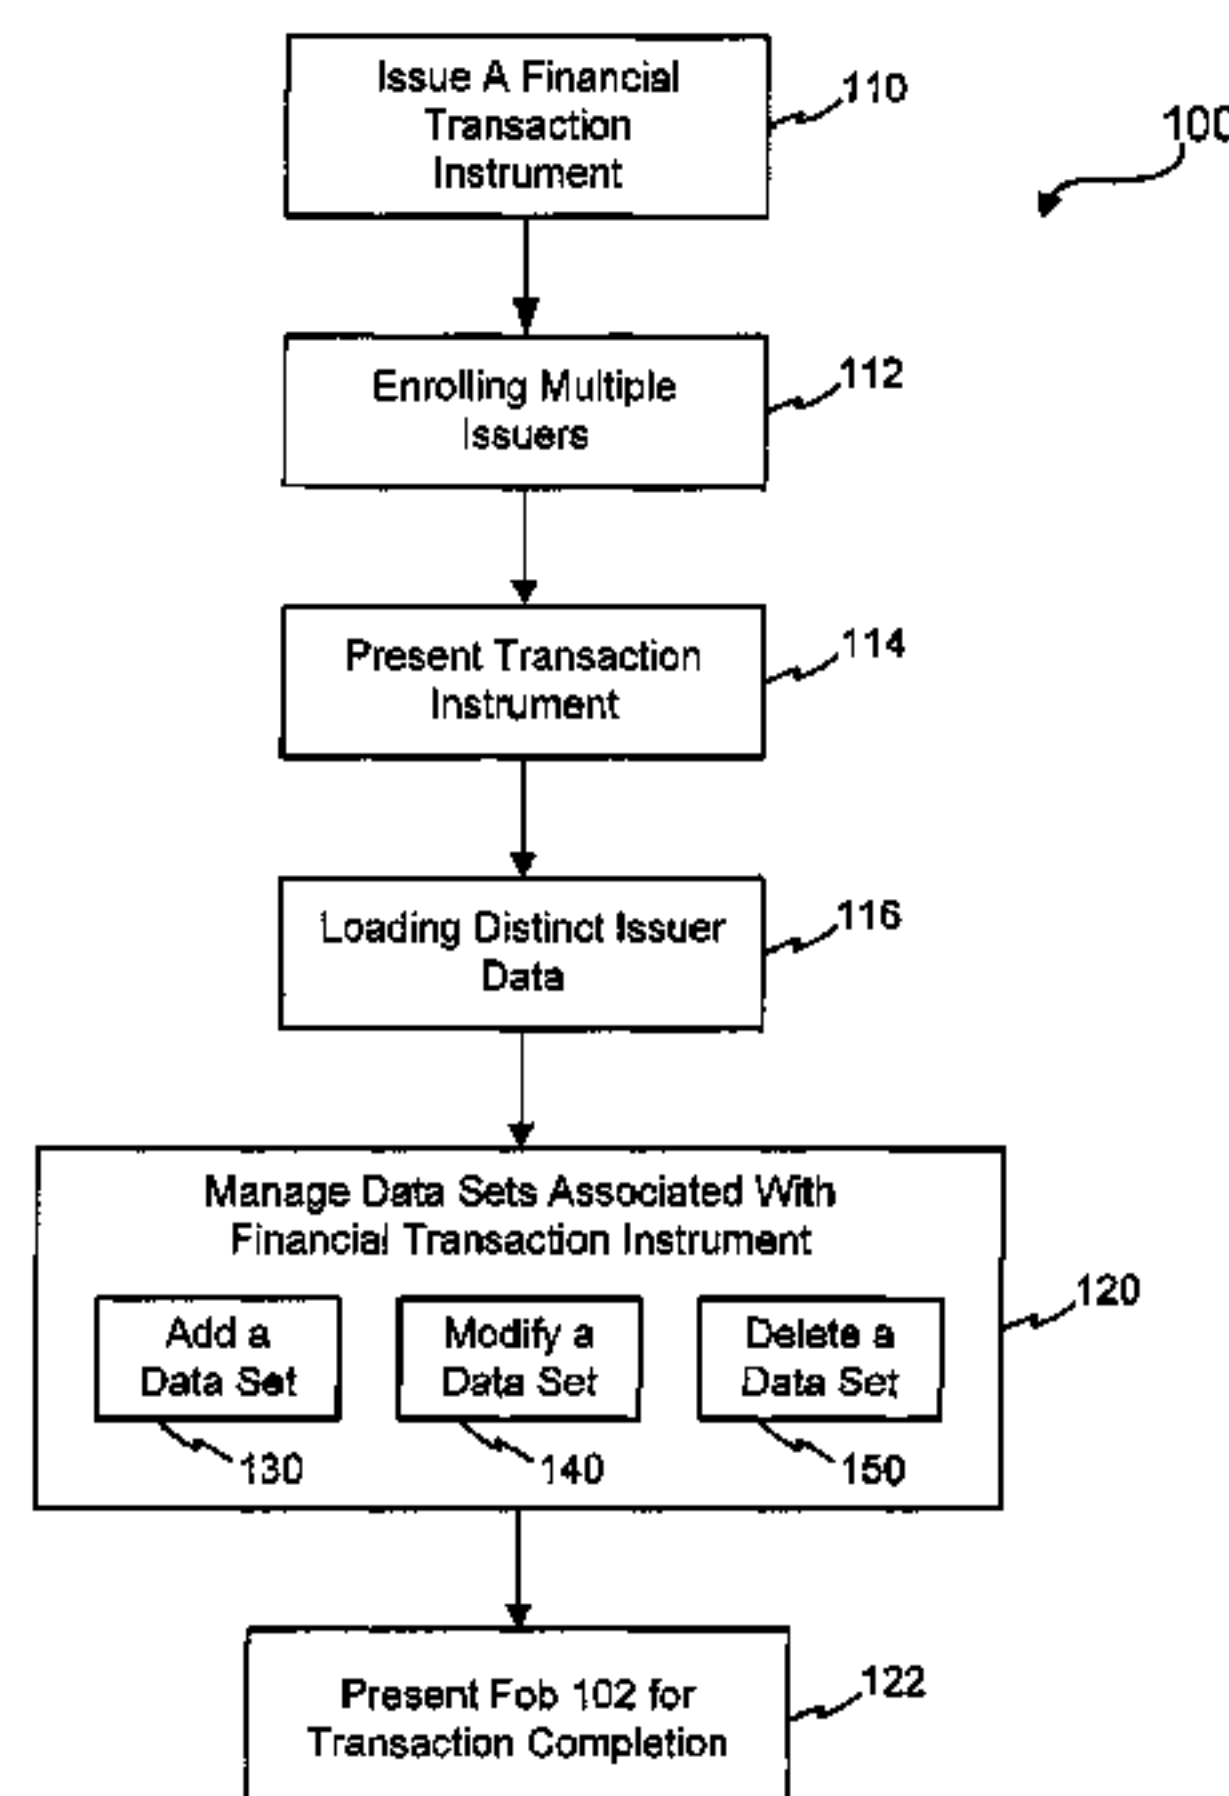 Issue A Financial
Transaction
Instrument
110
100
Enrolling Multiple
Issuers
112
Present Transaction
Instrument
114
Loading Distinct Issuer
Data
116
Manage Data Sets Associated With
Financial Transaction Instrument
120
Add a
Data Set
Modify a
Data Set
Delete a
Data Set
130
140
150
Present Fob 102 for
Transaction Completion
122